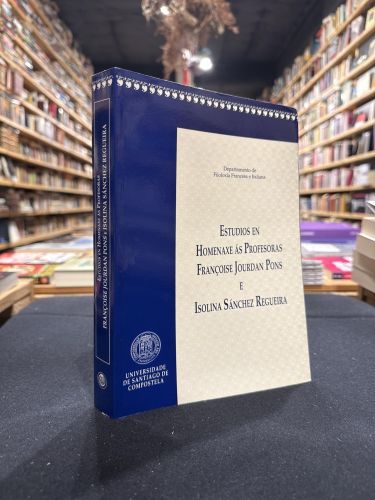 Departamento de
Filoloxía Francesa e Italiana
ESTUDIOS EN
HOMENAXE ÁS PROFESORAS
FRANÇOISE JOURDAN PONS
E
ISOLINA SÁNCHEZ REGUEIRA
UNIVERSIDADE
DE SANTIAGO DE
COMPOSTELA
ESTUDIOS EN HOMENAXE ÁS PROFESORAS
FRANÇOISE JOURDAN PONS E ISOLINA SÁNCHEZ REGUEIRA